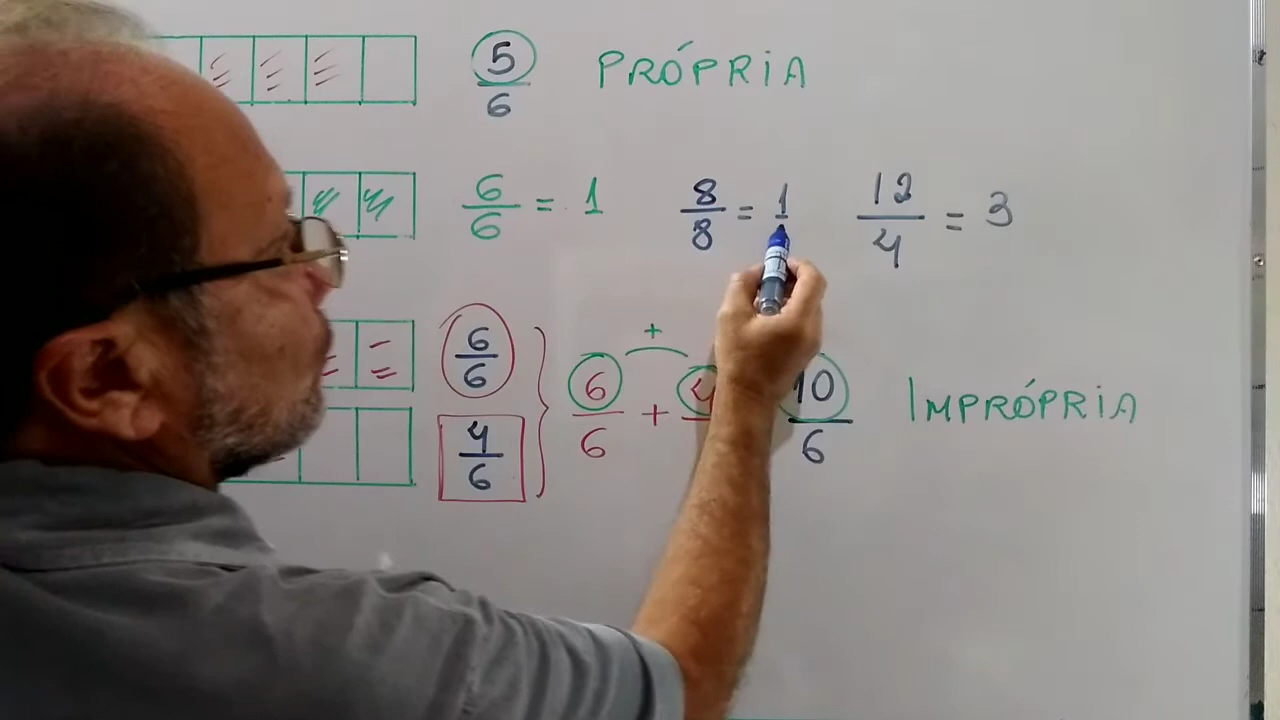 5/6 PRÓPRIA
6/6 = 1 8/8 = 1 12/4 = 3
6/6
4/6
6/6 + 4 10/6 IMPRÓPRIA
+